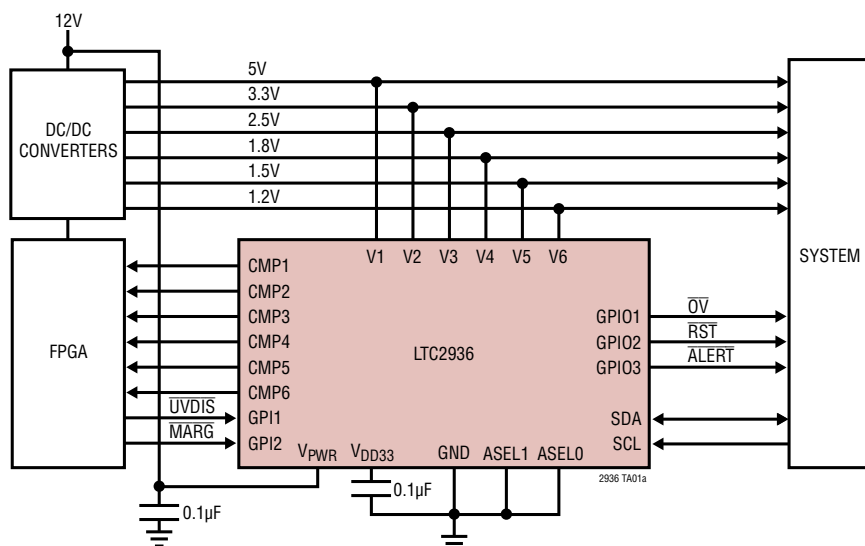 12V
DC/DC
CONVERTERS
5V
3.3V
2.5V
1.8V
1.5V
1.2V
V1 V2 V3 V4 V5 V6
SYSTEM
FPGA
CMP1
CMP2
CMP3
CMP4
CMP5
CMP6
UVDIS
GPI1
MARG
GPI2
LTC2936
GPIO1
OV
GPIO2
RST
GPIO3
ALERT
SDA
SCL
VPWR VDD33 GND ASEL1 ASEL0
2936 TA01a
0.1µF
0.1µF